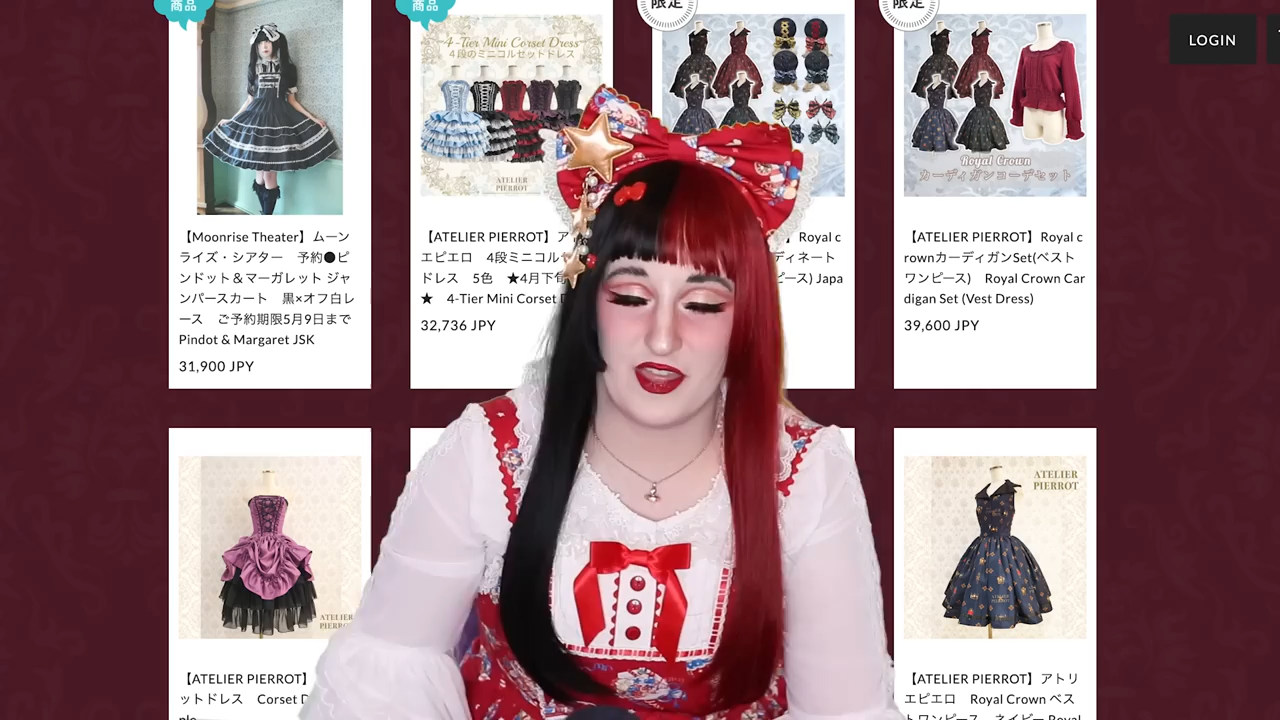 商品
商品
限定
限定
LOGIN
4-Tier Mini Corset Dress
4段のミニコルセットドレス
ATELIER
PIERROT
Royal Crown
カーディガンコーデセット
【Moonrise Theater】ムーン
ライズ・シアター 予約●ピ
ンドット＆マーガレット ジャ
ンパースカート 黒×オフ白レ
ース ご予約期限5月9日まで
Pindot & Margaret JSK
31,900 JPY
【ATELIER PIERROT】ア
エピエロ 4段ミニコル
ドレス 5色 ★4月下旬
★ 4-Tier Mini Corset D
32,736 JPY
】Royal c
ディネート
ピース) Japa
【ATELIER PIERROT】Royal c
rownカーディガンSet(ベスト
ワンピース) Royal Crown Car
digan Set (Vest Dress)
39,600 JPY
ATELIER
PIERROT
ATELIER
PIERROT
【ATELIER PIERROT】
ットドレス Corset D
【ATELIER PIERROT】アトリ
エピエロ Royal Crown ベス
トワンピース ネイビー Royal